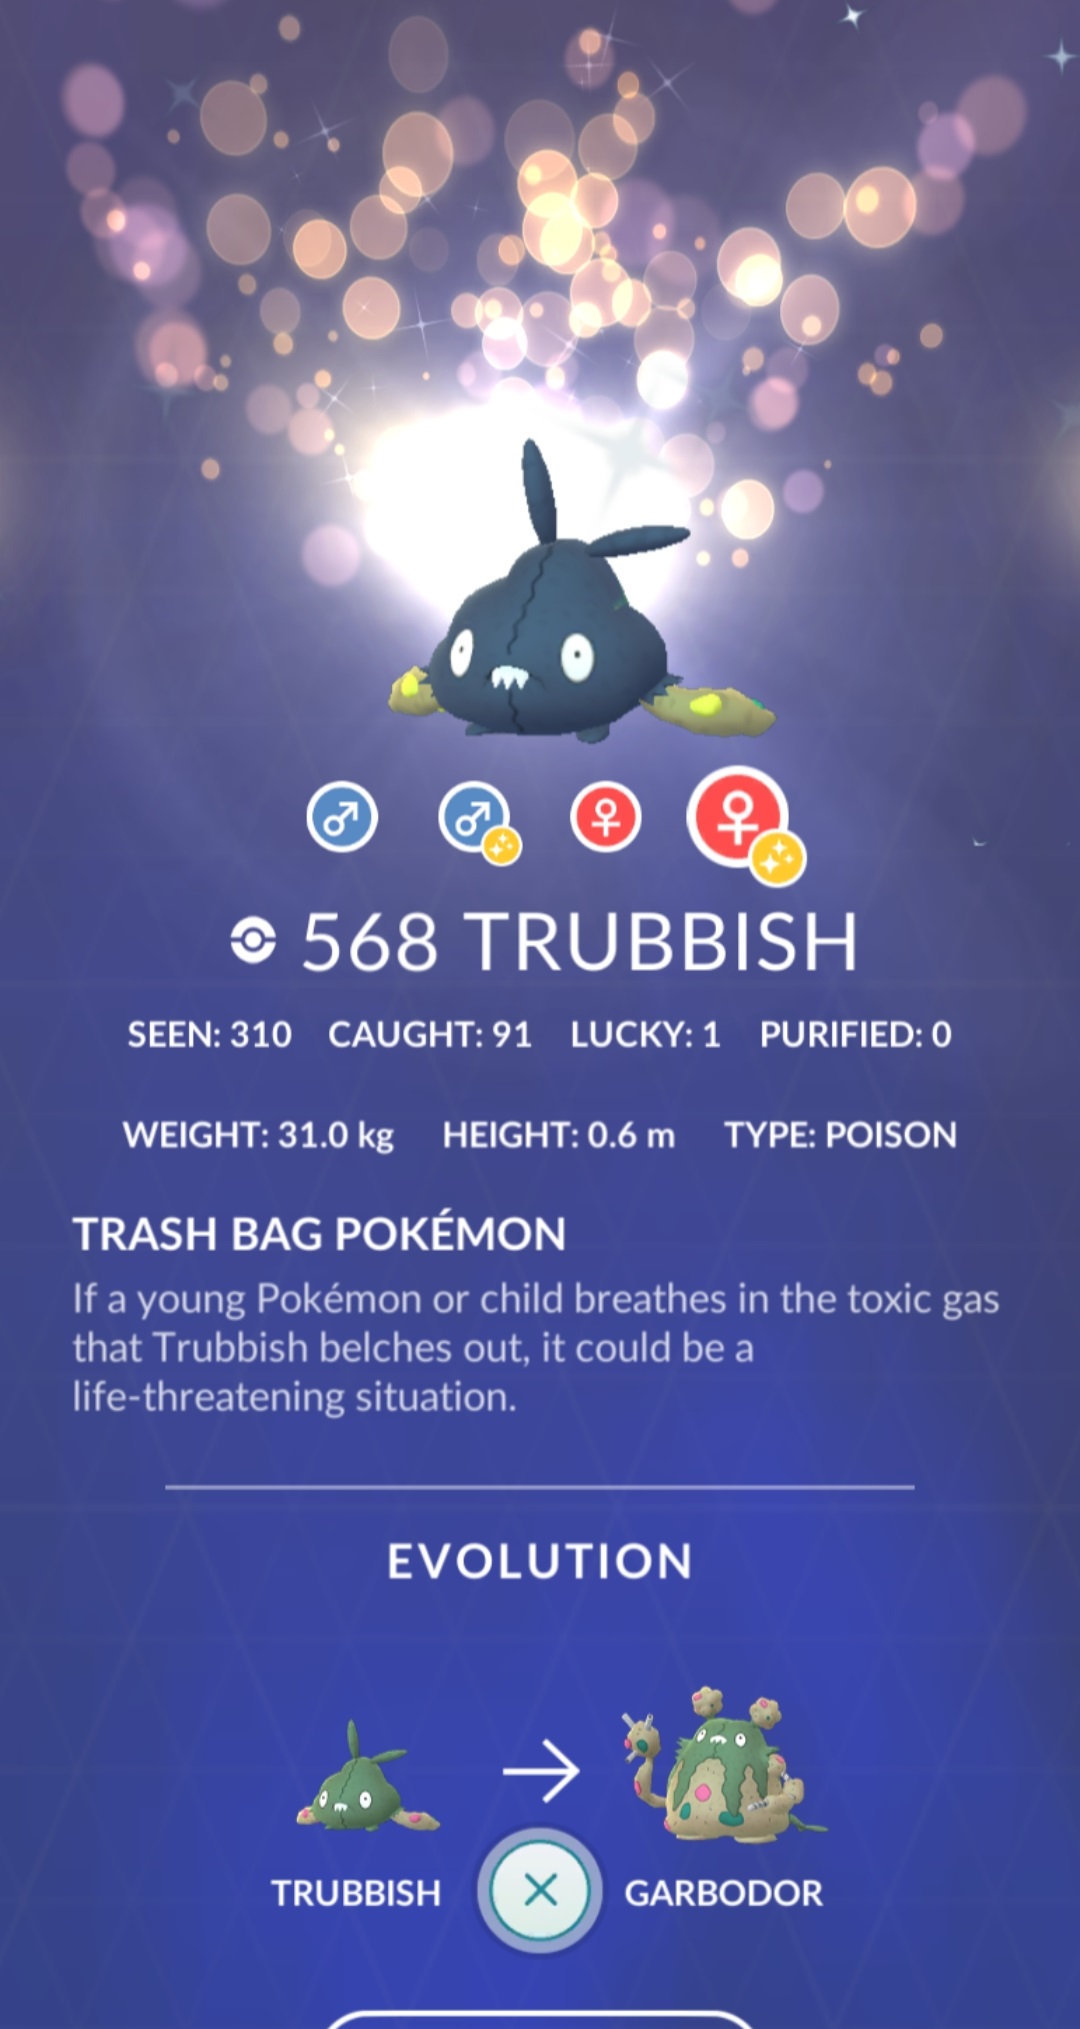 568 TRUBBISH
SEEN: 310 CAUGHT: 91 LUCKY: 1 PURIFIED: 0
WEIGHT: 31.0 kg HEIGHT: 0.6 m TYPE: POISON
TRASH BAG POKÉMON
If a young Pokémon or child breathes in the toxic gas
that Trubbish belches out, it could be a
life-threatening situation.
EVOLUTION
TRUBBISH GARBODOR